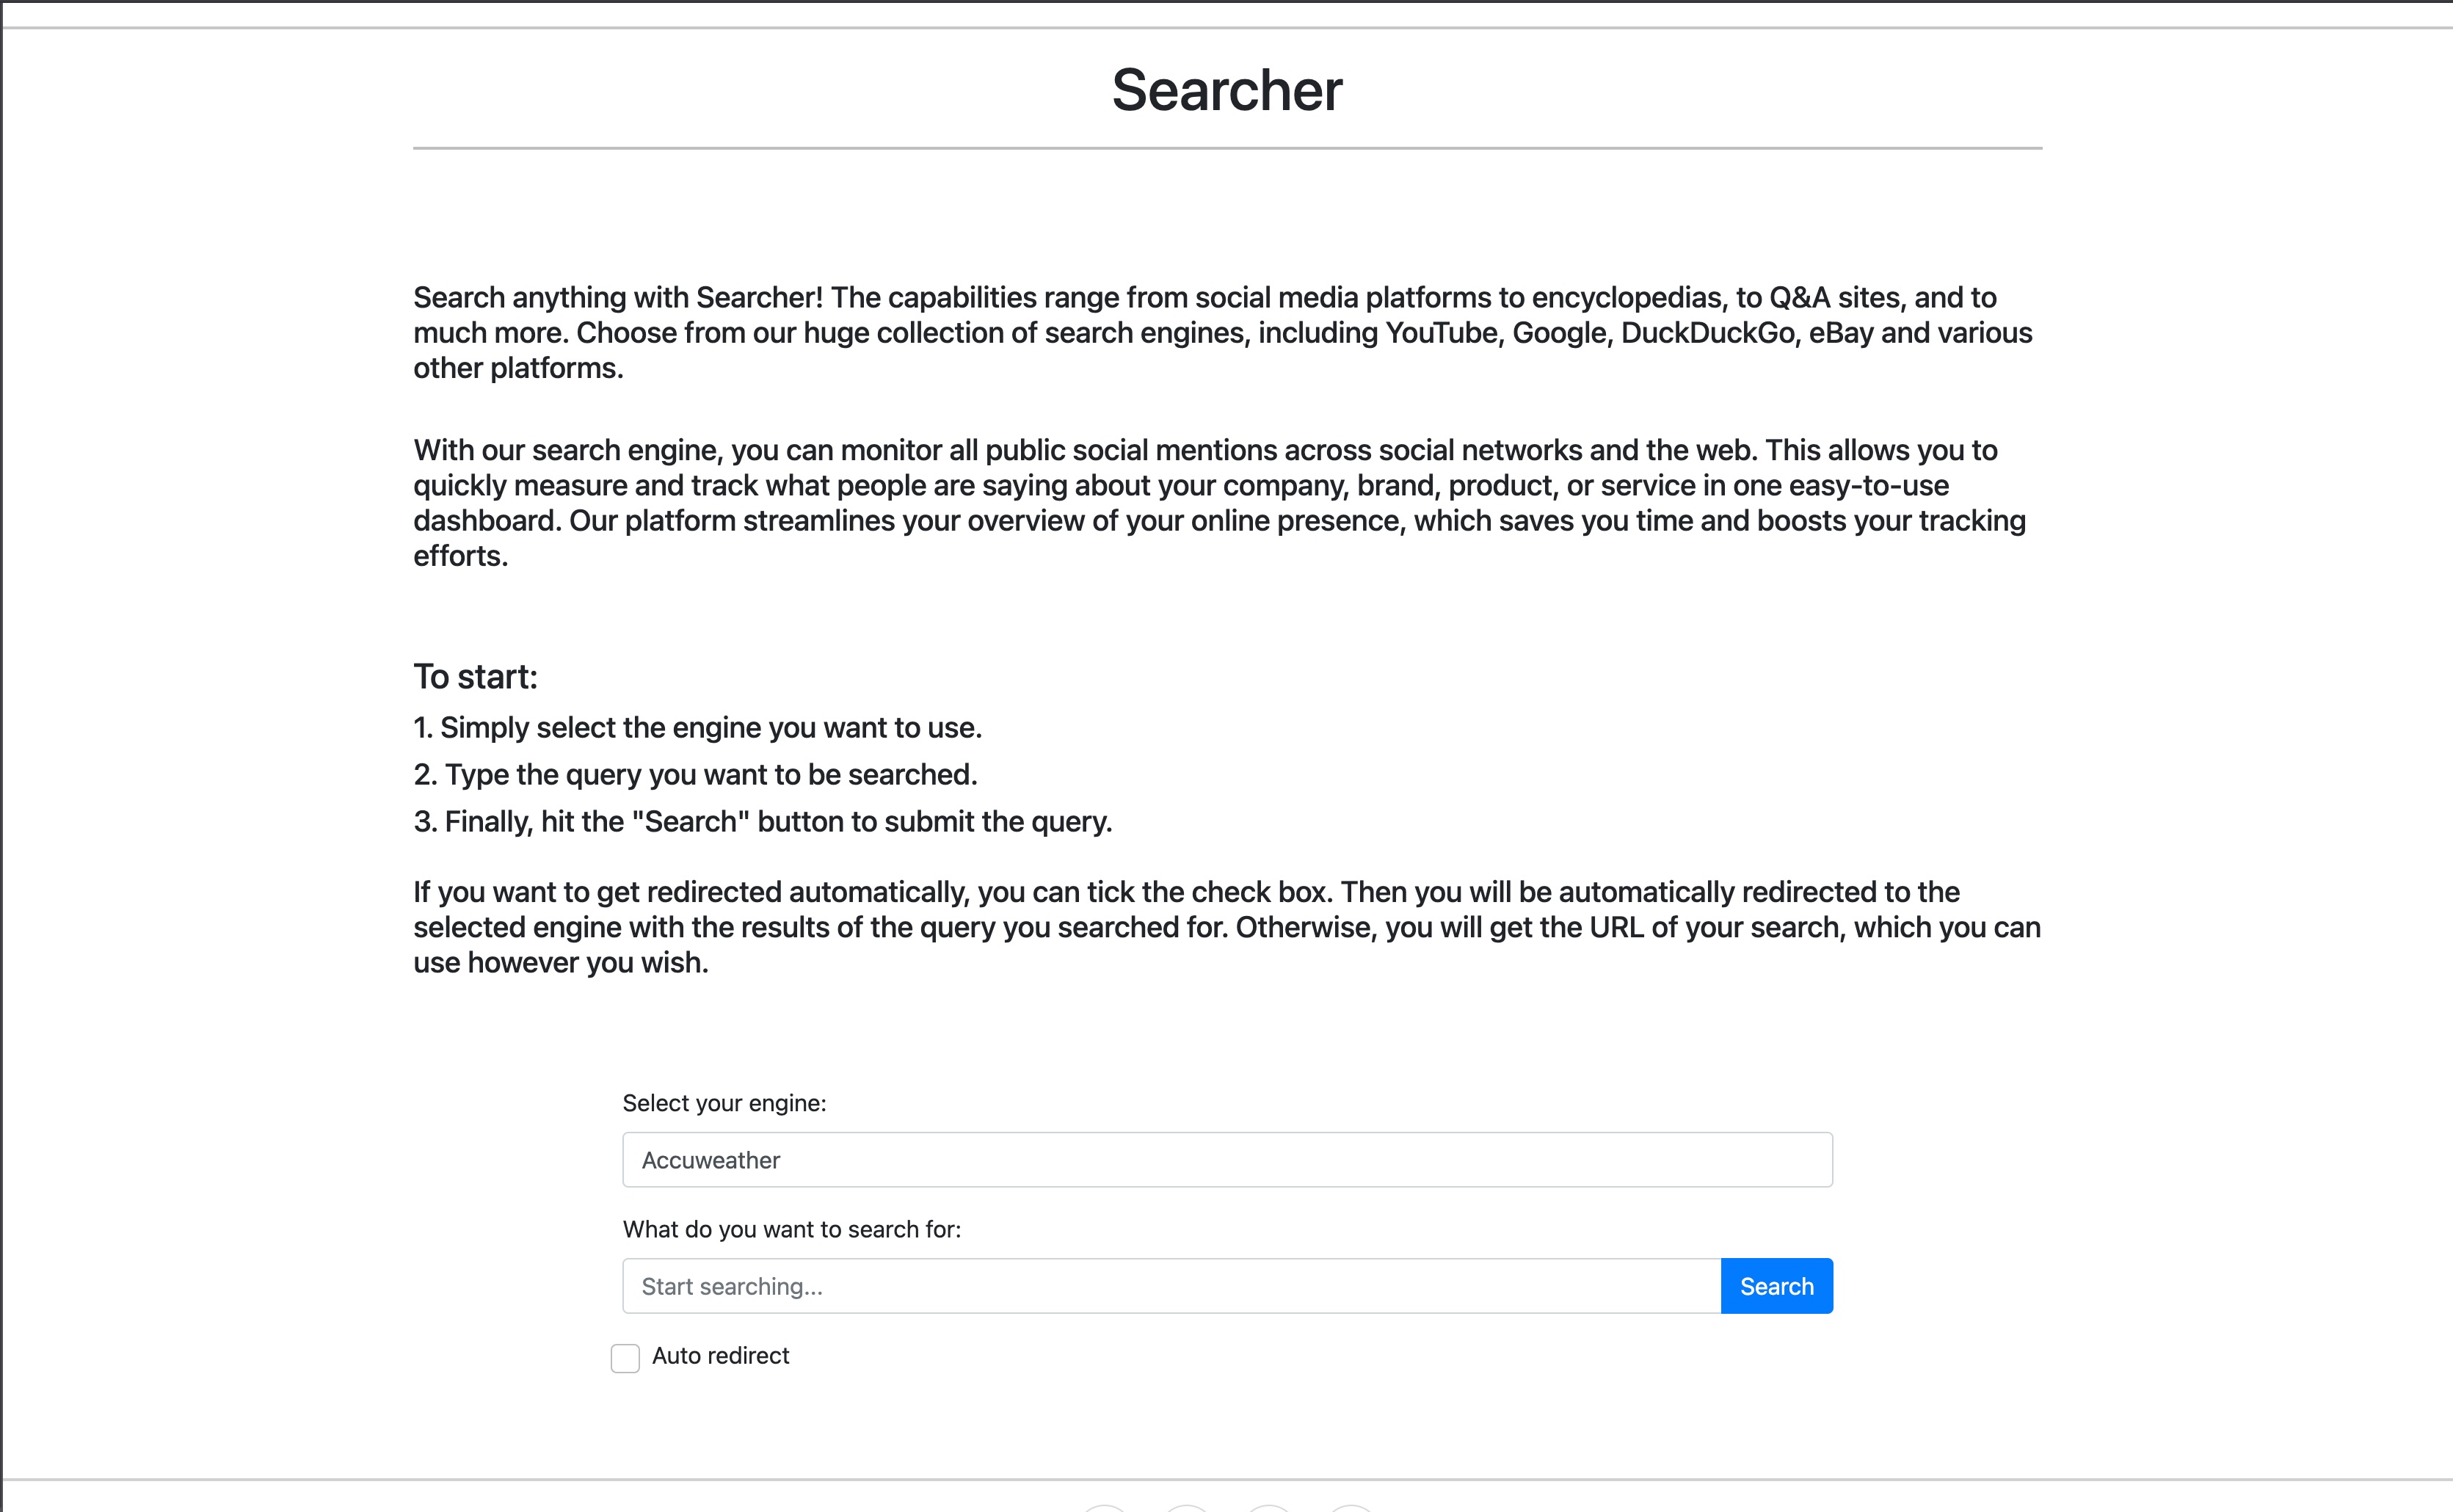 Searcher
Search anything with Searcher! The capabilities range from social media platforms to encyclopedias, to Q&A sites, and to
much more. Choose from our huge collection of search engines, including YouTube, Google, DuckDuckGo, eBay and various
other platforms.
With our search engine, you can monitor all public social mentions across social networks and the web. This allows you to
quickly measure and track what people are saying about your company, brand, product, or service in one easy-to-use
dashboard. Our platform streamlines your overview of your online presence, which saves you time and boosts your tracking
efforts.
To start:
1. Simply select the engine you want to use.
2. Type the query you want to be searched.
3. Finally, hit the "Search" button to submit the query.
If you want to get redirected automatically, you can tick the check box. Then you will be automatically redirected to the
selected engine with the results of the query you searched for. Otherwise, you will get the URL of your search, which you can
use however you wish.
Select your engine:
Accuweather
What do you want to search for:
Start searching... Search
Auto redirect